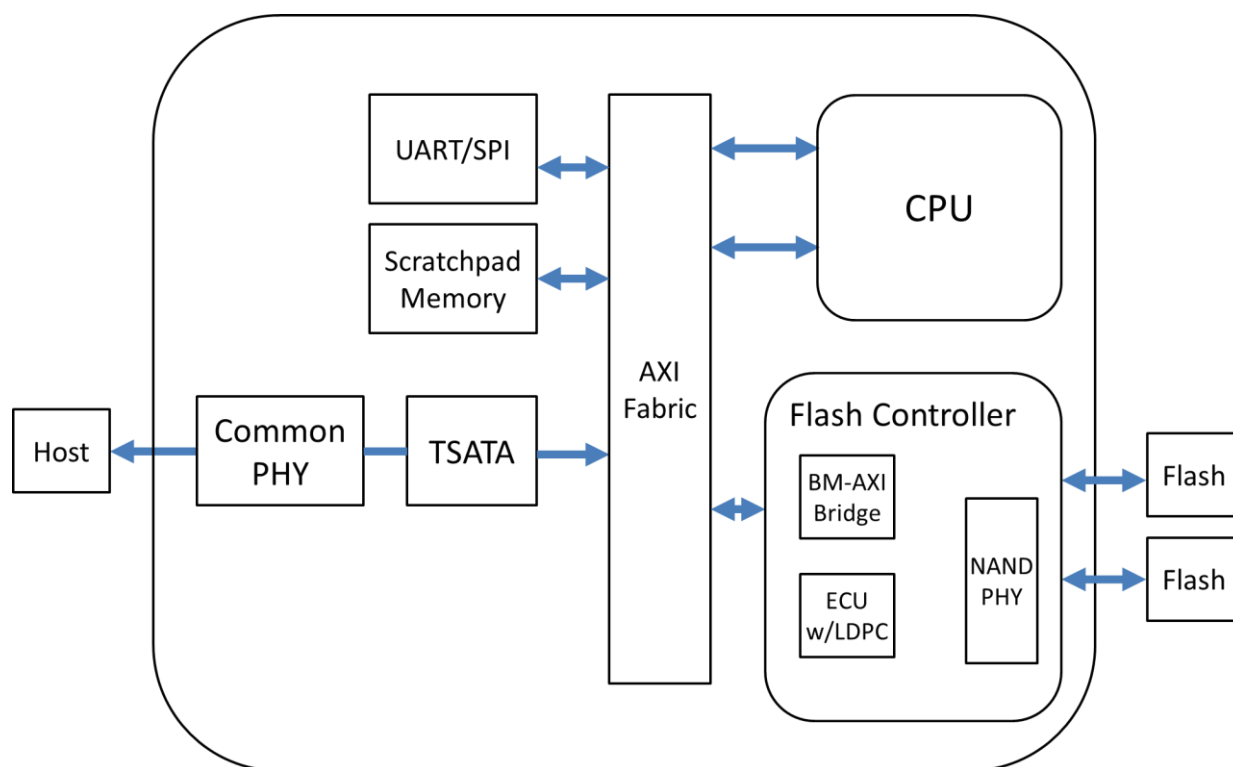 UART/SPI
Scratchpad
Memory
AXI
Fabric
CPU
Host
Common
PHY
TSATA
Flash Controller
BM-AXI
Bridge
ECU
w/LDPC
NAND
PHY
Flash
Flash